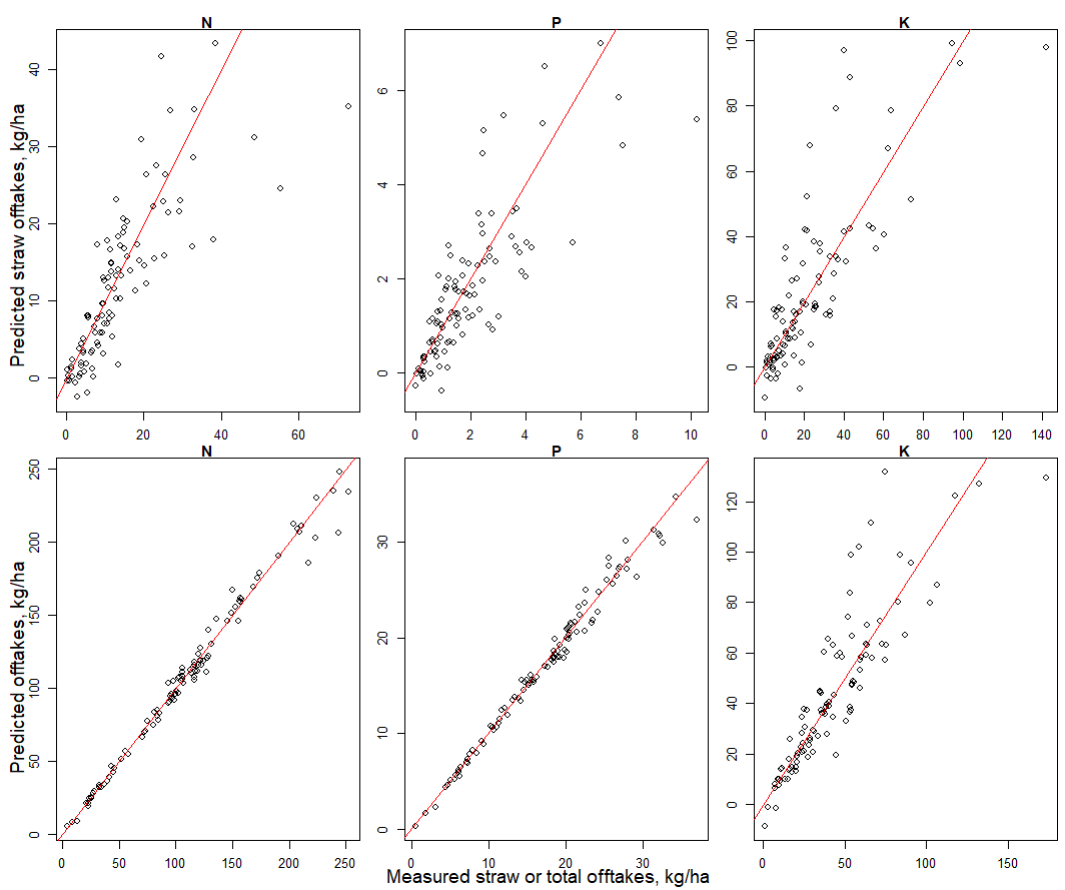 N P K
Predicted straw offtakes, kg/ha
0 10 20 30 40
0 20 40 60
0 2 4 6
0 2 4 6 8 10
0 20 40 60 80 100
0 20 40 60 80 100 120 140
N P K
Predicted offtakes, kg/ha
0 50 100 150 200 250
0 50 100 150 200 250
0 10 20 30
0 10 20 30
0 20 40 60 80 100 120
0 50 100 150
Measured straw or total offtakes, kg/ha